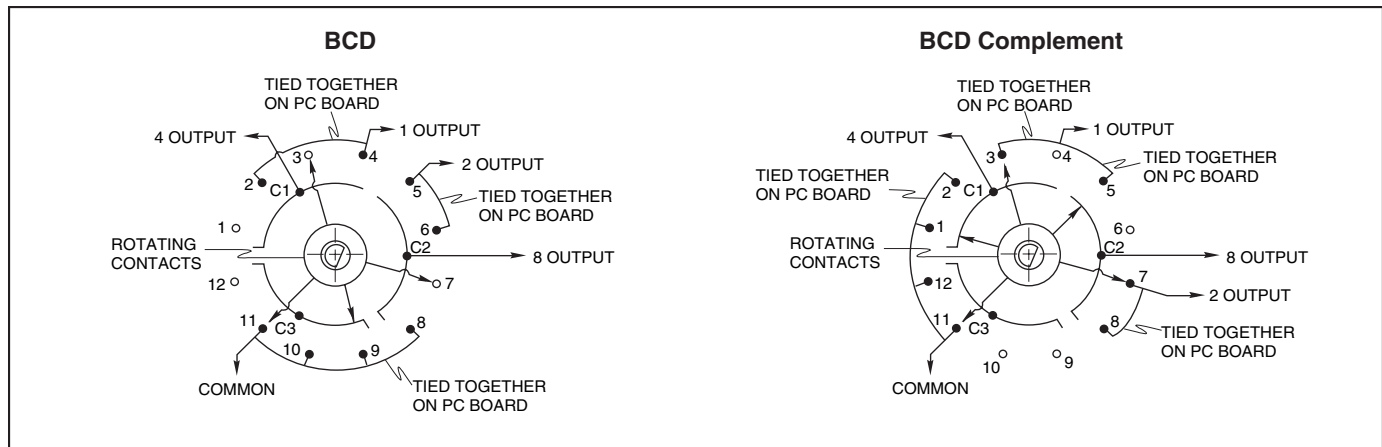 BCD
TIED TOGETHER
ON PC BOARD
4 OUTPUT
1 OUTPUT
3
4
2 OUTPUT
2
C1
5
TIED TOGETHER
ON PC BOARD
1
6
C2
ROTATING
CONTACTS
8 OUTPUT
12
7
11
C3
8
10
9
COMMON
TIED TOGETHER
ON PC BOARD
BCD Complement
TIED TOGETHER
ON PC BOARD
4 OUTPUT
1 OUTPUT
3
4
TIED TOGETHER
ON PC BOARD
TIED TOGETHER
ON PC BOARD
2
C1
5
1
6
C2
ROTATING
CONTACTS
8 OUTPUT
12
7
2 OUTPUT
11
C3
8
TIED TOGETHER
ON PC BOARD
10
9
COMMON